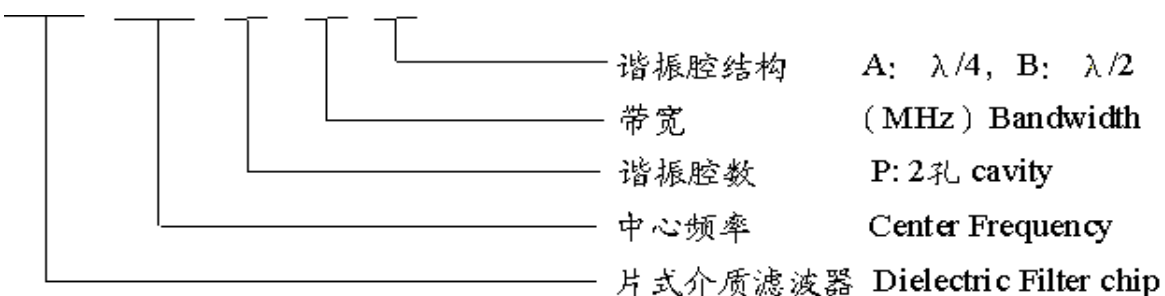 谐振腔结构 A: λ/4, B: λ/2
带宽 (MHz) Bandwidth
谐振腔数 P: 2孔 cavity
中心频率 Center Frequency
片式介质滤波器 Dielectric Filter chip